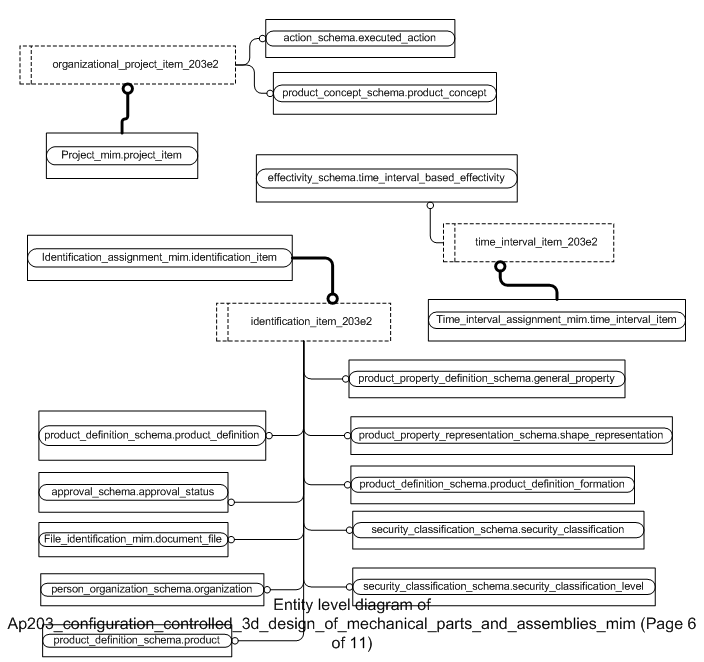 action_schema.executed_action
organizational_project_item_203e2
product_concept_schema.product_concept
Project_mim.project_item
effectivity_schema.time_interval_based_effectivity
time_interval_item_203e2
Identification_assignment_mim.identification_item
Time_interval_assignment_mim.time_interval_item
identification_item_203e2
product_property_definition_schema.general_property
product_definition_schema.product_definition
product_property_representation_schema.shape_representation
approval_schema.approval_status
product_definition_schema.product_definition_formation
File_identification_mim.document_file
security_classification_schema.security_classification
person_organization_schema.organization
security_classification_schema.security_classification_level
product_definition_schema.product
Entity level diagram of
Ap203_configuration_controlled_3d_design_of_mechanical_parts_and_assemblies_mim (Page 6
of 11)